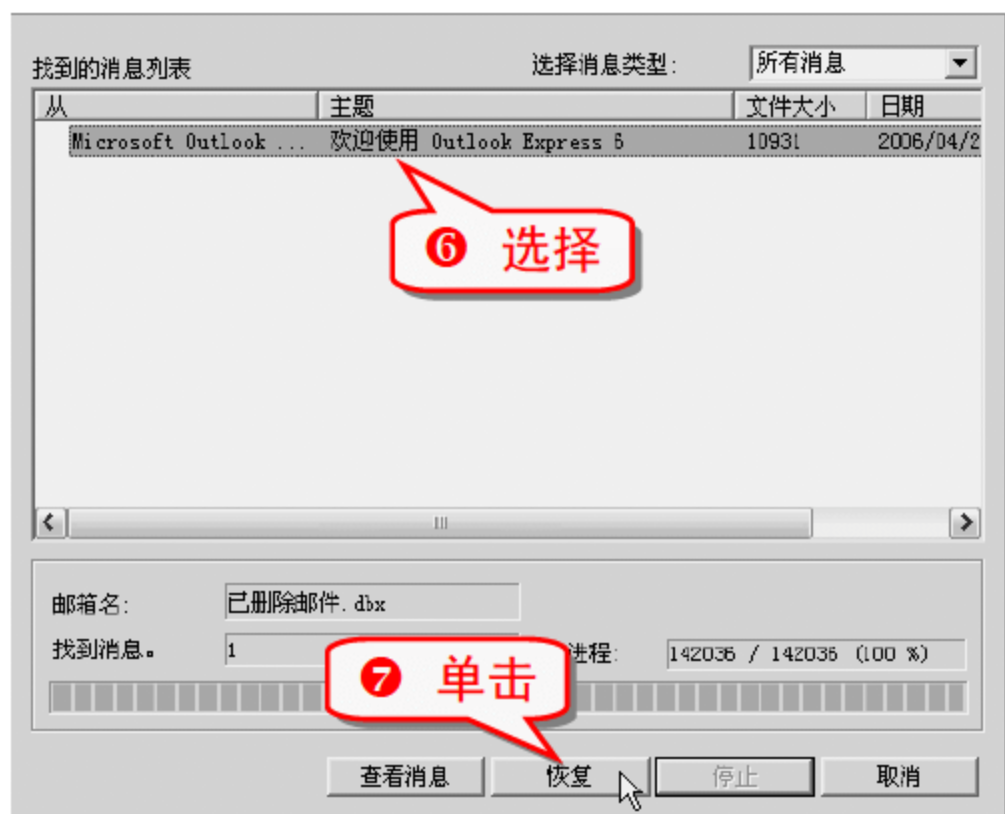 找到的消息列表 选择消息类型: 所有消息
从 主题 文件大小 日期
Microsoft Outlook ... 欢迎使用 Outlook Express 6 10931 2006/04/2
❻ 选择
邮箱名: 已删除邮件.dbx
找到消息。 1 进程: 142036 / 142036 (100 %)
❼ 单击
查看消息 恢复 停止 取消